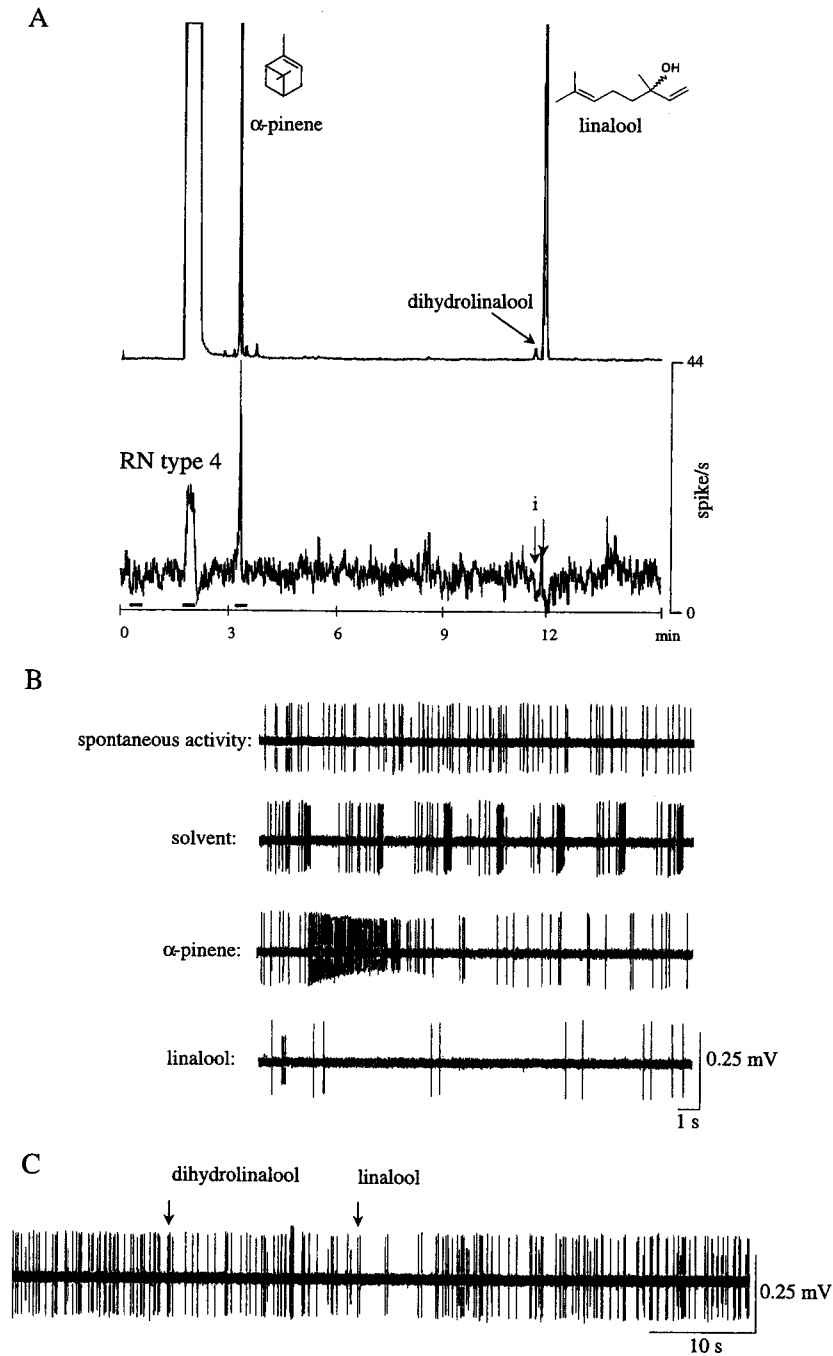 A
OH
α-pinene
linalool
dihydrolinalool
44
RN type 4
i
spike/s
0
0 3 6 9 12 min
B
spontaneous activity:
solvent:
α-pinene:
linalool:
0.25 mV
1 s
C
dihydrolinalool linalool
0.25 mV
10 s